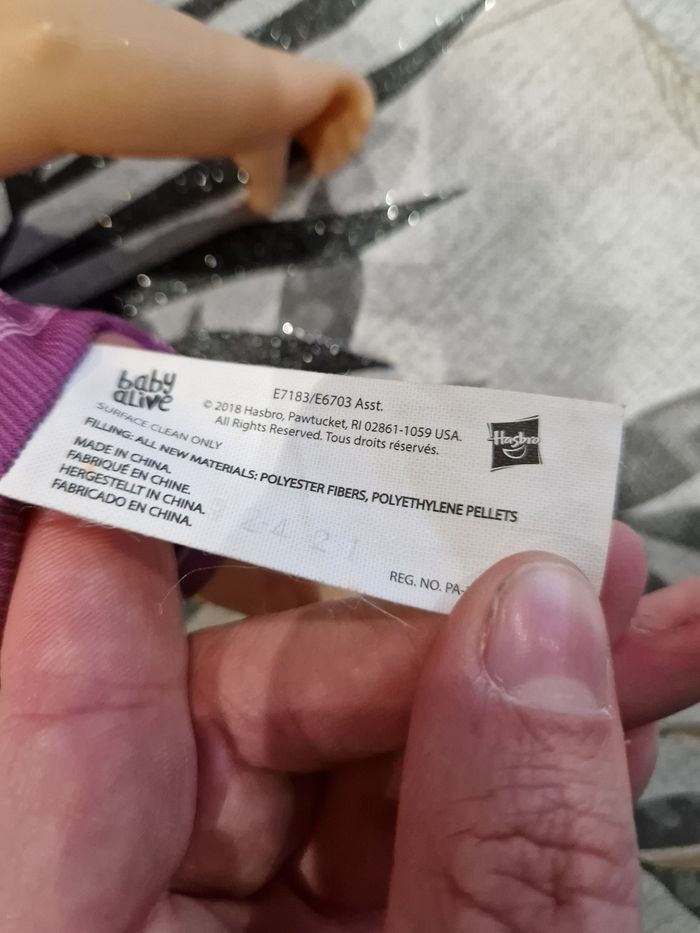 baby
alive
E7183/E6703 Asst.
© 2018 Hasbro, Pawtucket, RI 02861-1059 USA.
All Rights Reserved. Tous droits réservés.
Hasbro
SURFACE CLEAN ONLY
FILLING: ALL NEW MATERIALS; POLYESTER FIBERS, POLYETHYLENE PELLETS
MADE IN CHINA.
FABRIQUÉ EN CHINE.
HERGESTELLT IN CHINA.
FABRICADO EN CHINA.
REG. NO. PA-